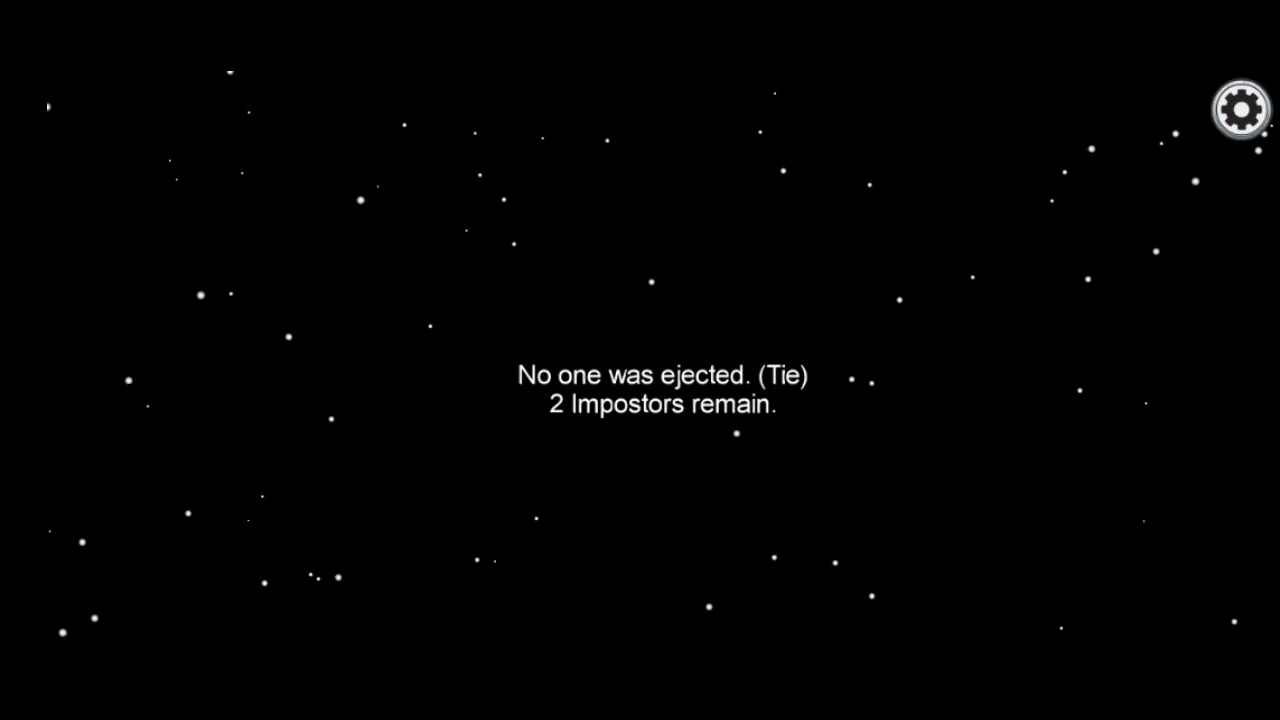 No one was ejected. (Tie)
2 Impostors remain.